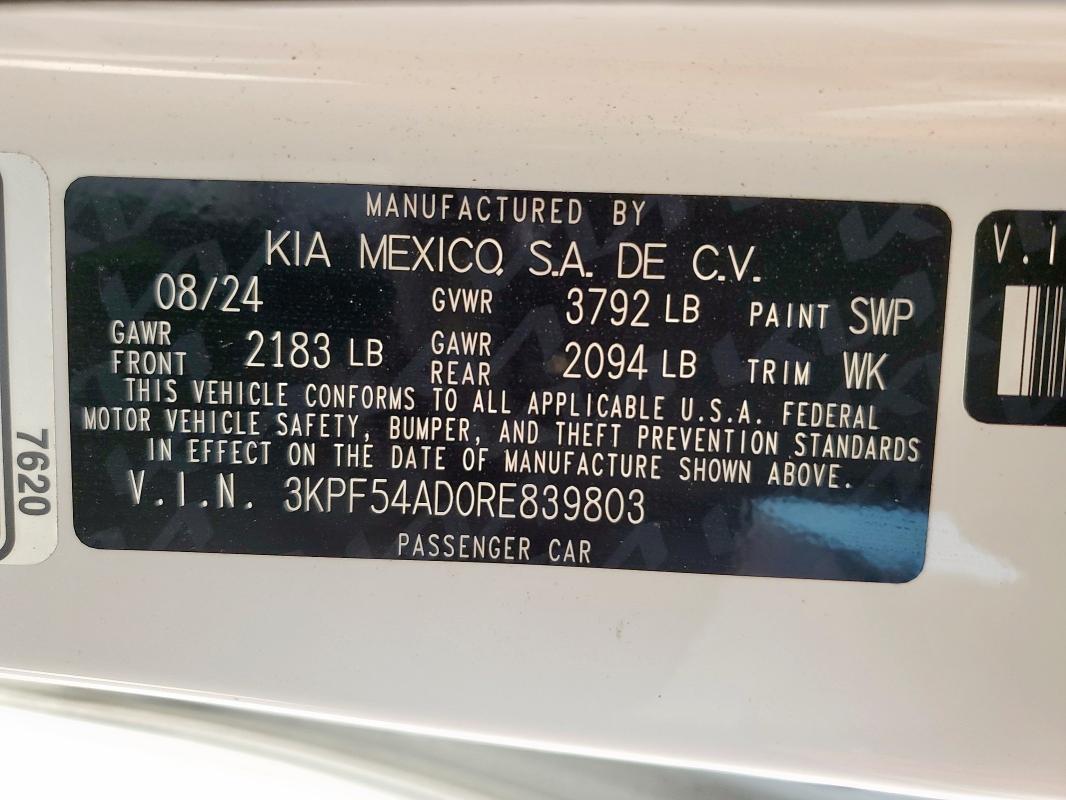 MANUFACTURED BY
KIA MEXICO, S.A. DE C.V.
08/24 GVWR 3792 LB PAINT SWP
GAWR FRONT 2183 LB GAWR REAR 2094 LB TRIM WK
THIS VEHICLE CONFORMS TO ALL APPLICABLE U.S.A. FEDERAL
MOTOR VEHICLE SAFETY, BUMPER, AND THEFT PREVENTION STANDARDS
IN EFFECT ON THE DATE OF MANUFACTURE SHOWN ABOVE.
V.I.N. 3KPF54AD0RE839803
PASSENGER CAR
7620
V.I